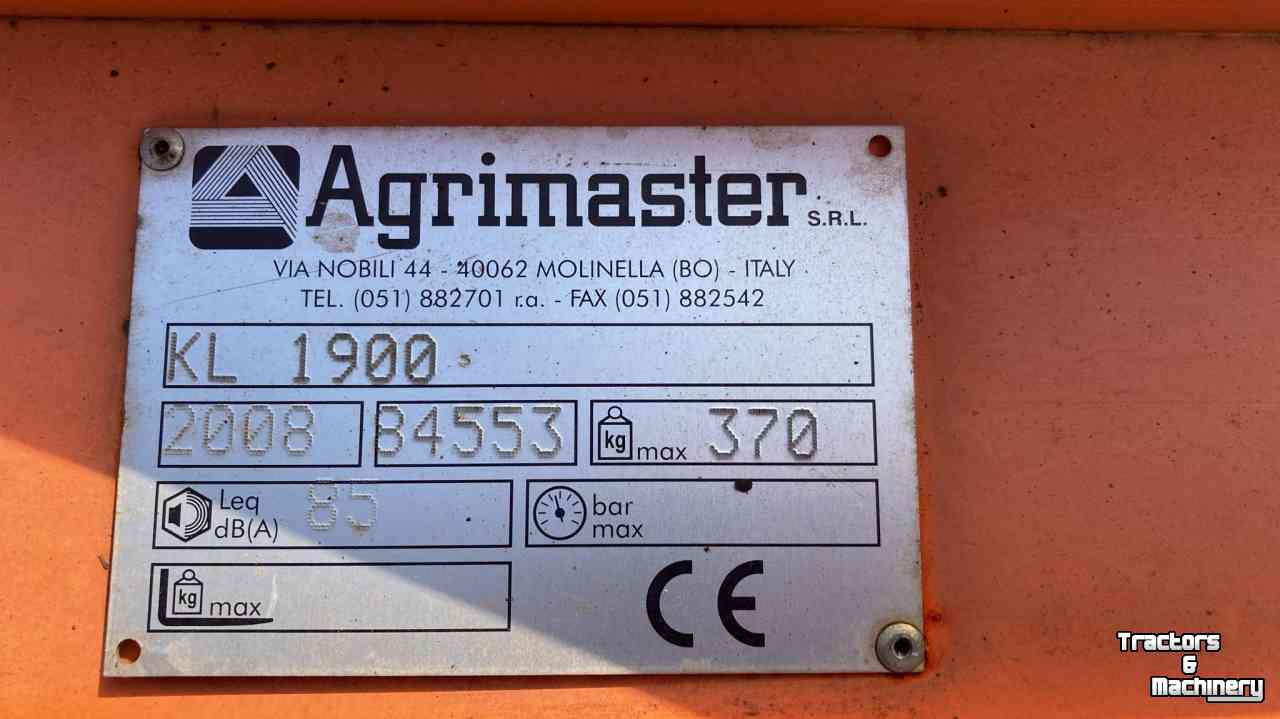 Agrimaster S.R.L.
VIA NOBILI 44 - 40062 MOLINELLA (BO) - ITALY
TEL. (051) 882701 r.a. - FAX (051) 882542
KL 1900
2008 84553 kg max 370
Leq dB(A) 85 bar max
kg max CE
Tractors & Machinery